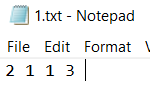 1.txt - Notepad
File Edit Format
2 1 1 3